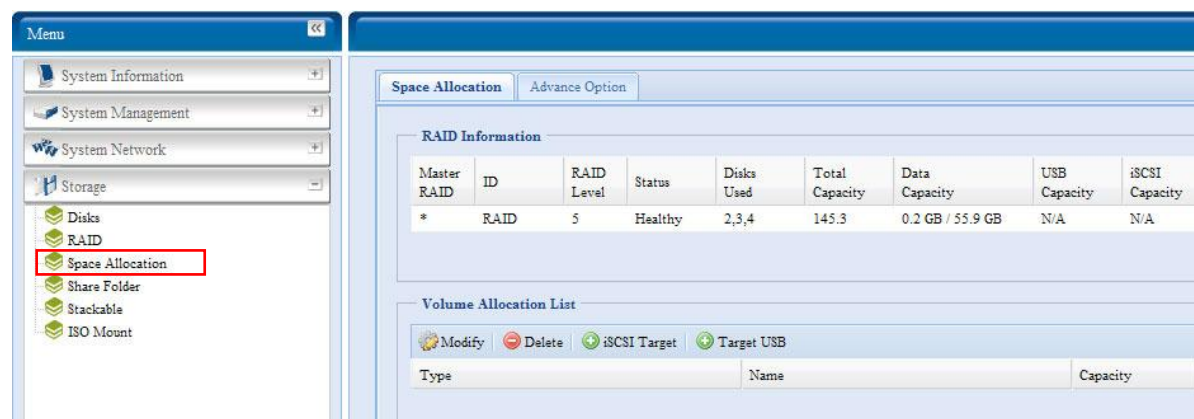 Menu
System Information
System Management
System Network
Storage
Disks
RAID
Space Allocation
Share Folder
Stackable
ISO Mount
Space Allocation Advance Option
RAID Information
Master RAID ID RAID Level Status Disks Used Total Capacity Data Capacity USB Capacity iSCSI Capacity
* RAID 5 Healthy 2,3,4 145.3 0.2 GB / 55.9 GB N/A N/A
Volume Allocation List
Modify Delete iSCSI Target Target USB
Type Name Capacity